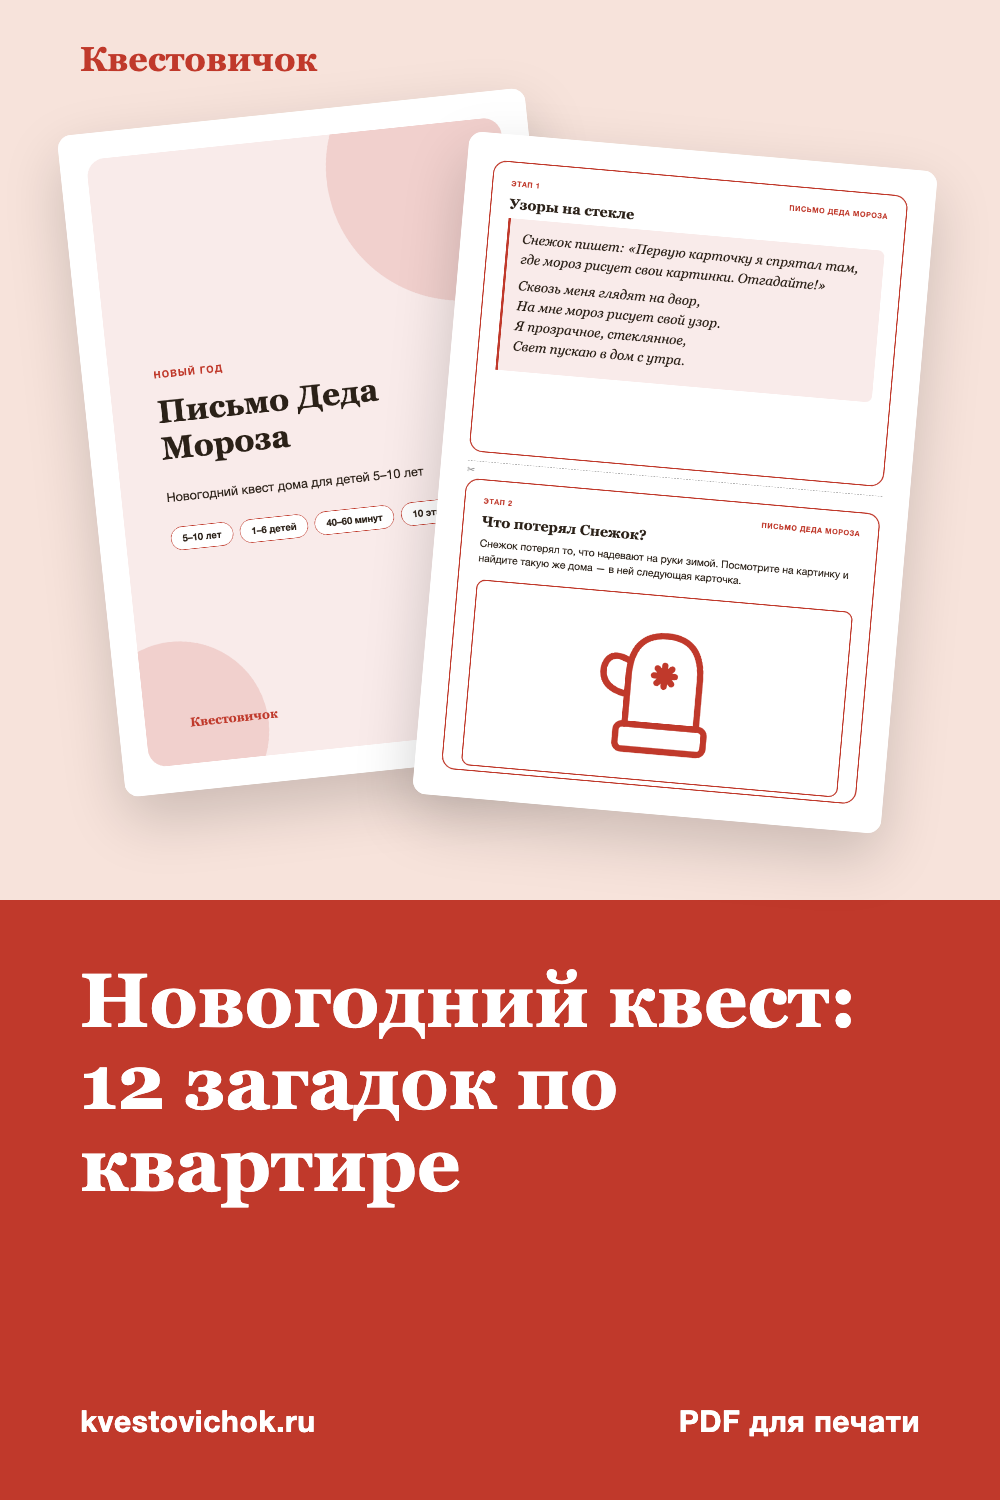 Квестовичок
НОВЫЙ ГОД
Письмо Деда
Мороза
Новогодний квест дома для детей 5–10 лет
5–10 лет
1–6 детей
40–60 минут
Квестовичок
ЭТАП 1
ПИСЬМО ДЕДА МОРОЗА
Узоры на стекле
Снежок пишет: «Первую карточку я спрятал там,
где мороз рисует свои картинки. Отгадайте!»
Сквозь меня глядят на двор,
На мне мороз рисует свой узор.
Я прозрачное, стеклянное,
Свет пускаю в дом с утра.
ЭТАП 2
ПИСЬМО ДЕДА МОРОЗА
Что потерял Снежок?
Снежок потерял то, что надевают на руки зимой. Посмотрите на картинку и
найдите такую же дома — в ней следующая карточка.
Новогодний квест:
12 загадок по
квартире
kvestovichok.ru
PDF для печати